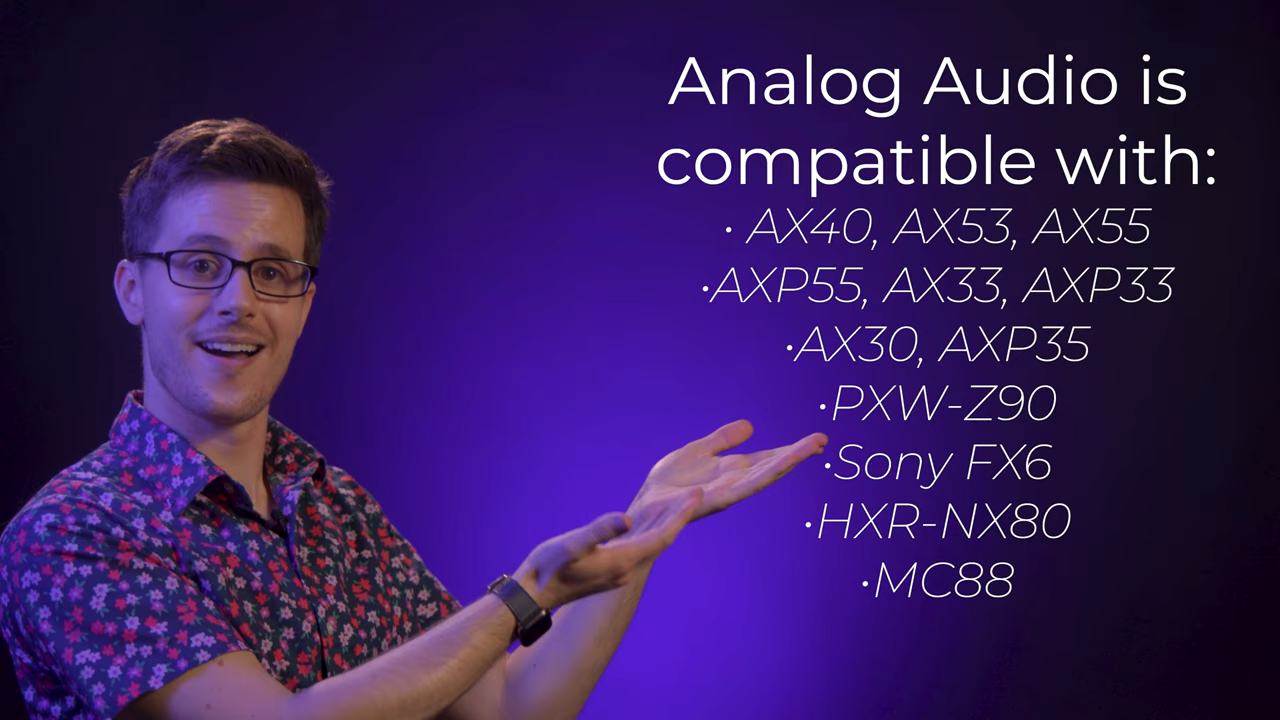 Analog Audio is
compatible with:
· AX40, AX53, AX55
·AXP55, AX33, AXP33
·AX30, AXP35
·PXW-Z90
·Sony FX6
·HXR-NX80
·MC88